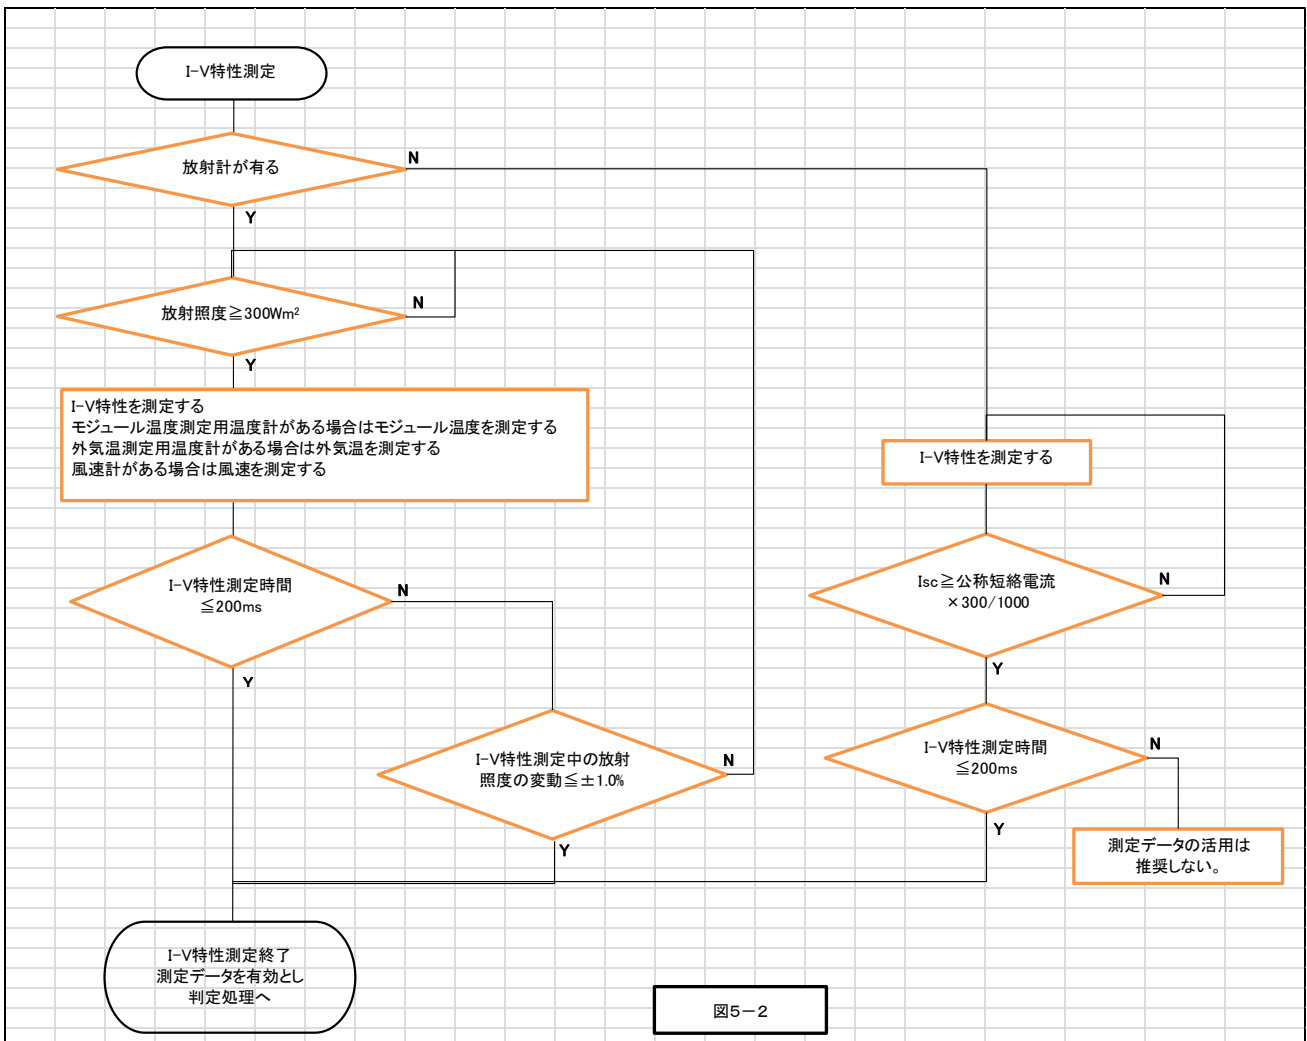 I-V特性測定
放射計が有る
N
Y
放射照度≧300Wm²
N
Y
I-V特性を測定する
モジュール温度測定用温度計がある場合はモジュール温度を測定する
外気温測定用温度計がある場合は外気温を測定する
風速計がある場合は風速を測定する
I-V特性測定時間
≦200ms
N
Y
I-V特性測定中の放射
照度の変動≦±1.0%
N
Y
I-V特性を測定する
Isc≧公称短絡電流
×300/1000
N
Y
I-V特性測定時間
≦200ms
N
Y
測定データの活用は
推奨しない。
I-V特性測定終了
測定データを有効とし
判定処理へ
図5-2